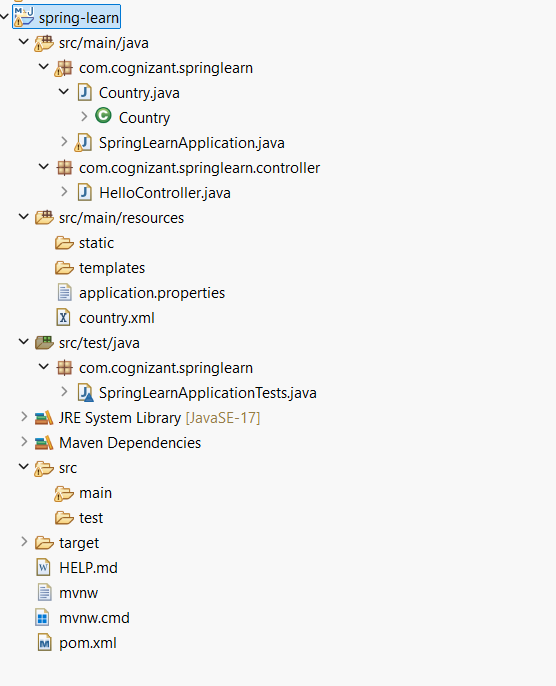 spring-learn
src/main/java
com.cognizant.springlearn
Country.java
Country
SpringLearnApplication.java
com.cognizant.springlearn.controller
HelloController.java
src/main/resources
static
templates
application.properties
country.xml
src/test/java
com.cognizant.springlearn
SpringLearnApplicationTests.java
JRE System Library [JavaSE-17]
Maven Dependencies
src
main
test
target
HELP.md
mvnw
mvnw.cmd
pom.xml